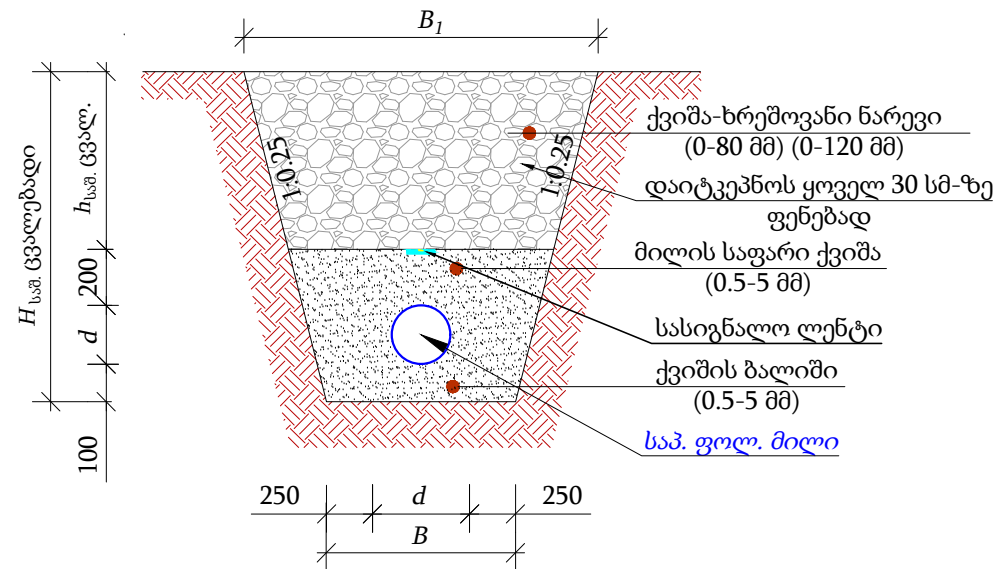 B1
ქვიშა-ხრეშოვანი ნარევი
(0-80 მმ) (0-120 მმ)
დაიტკეპნოს ყოველ 30 სმ-ზე
ფენებად
მილის საფარი ქვიშა
(0.5-5 მმ)
სასიგნალო ლენტი
ქვიშის ბალიში
(0.5-5 მმ)
საპ. ფოლ. მილი
1:0.25
1:0.25
H საშ. ცვალებადი
h საშ. ცვალ.
200
d
100
250
d
250
B